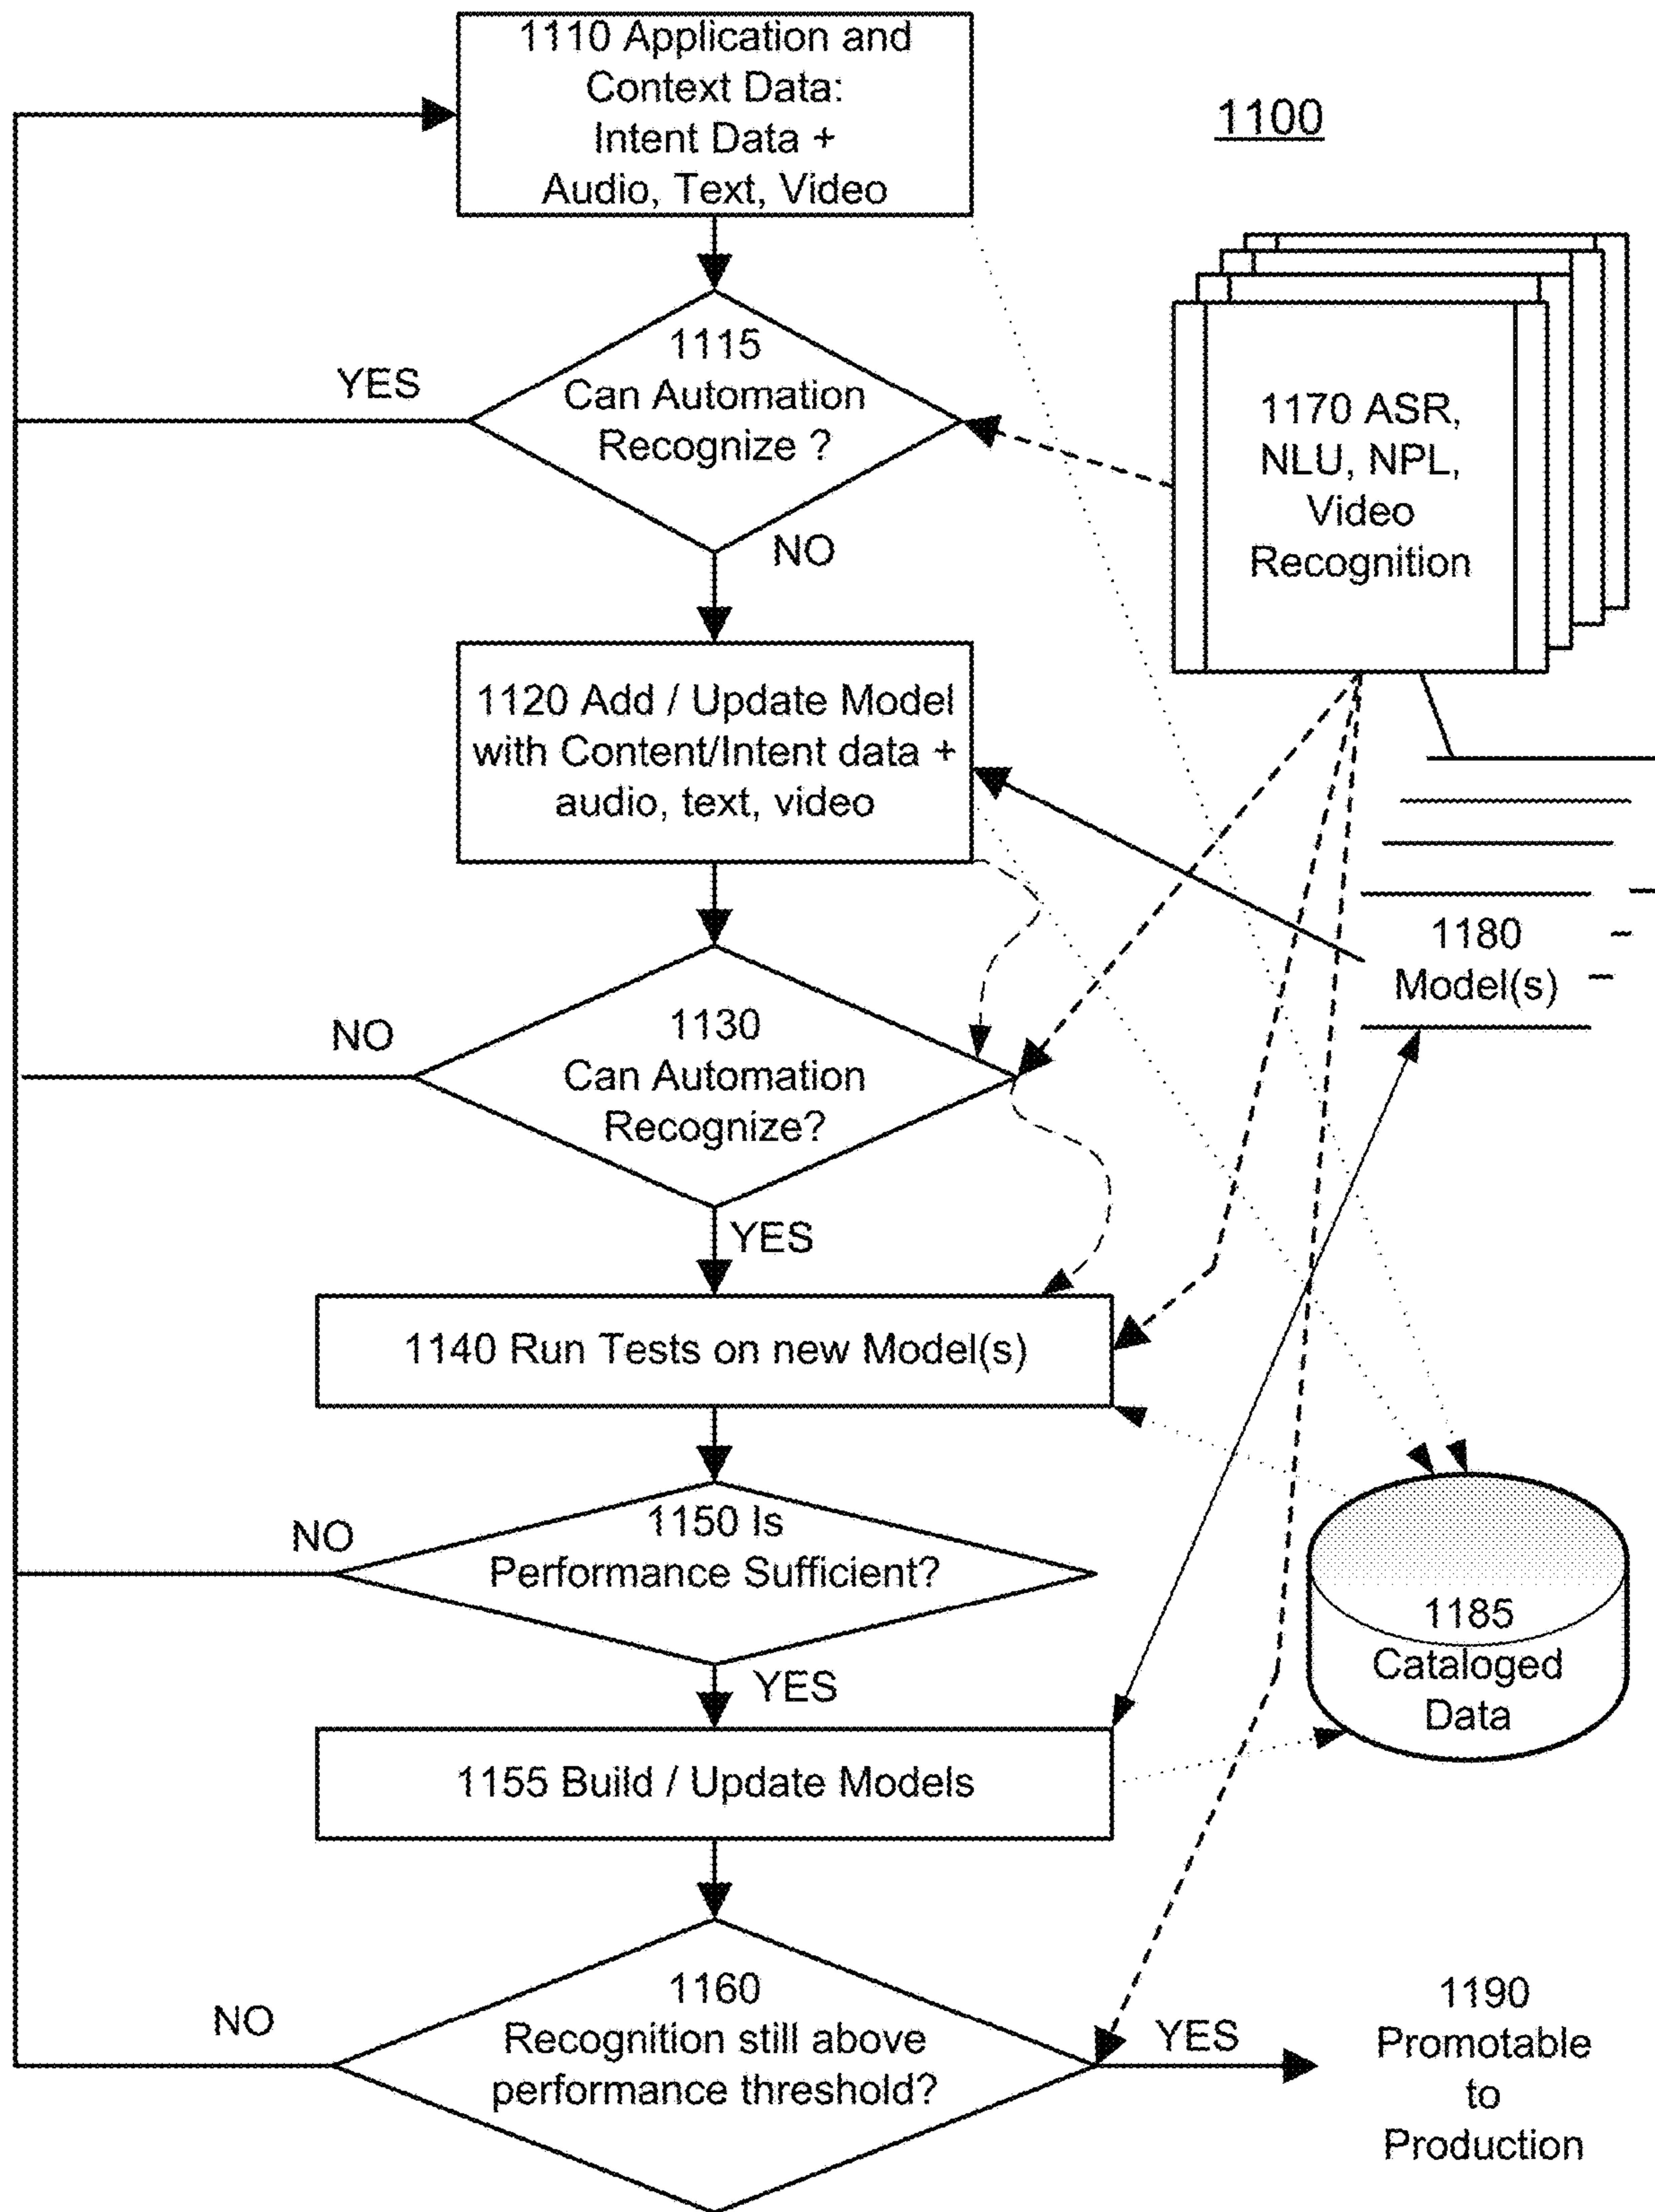 1110 Application and
Context Data:
Intent Data +
Audio, Text, Video
1100
1115
Can Automation
Recognize ?
YES
NO
1170 ASR,
NLU, NPL,
Video
Recognition
1120 Add / Update Model
with Content/Intent data +
audio, text, video
1180
Model(s)
1130
Can Automation
Recognize?
NO
YES
1140 Run Tests on new Model(s)
1150 Is
Performance Sufficient?
NO
YES
1185
Cataloged
Data
1155 Build / Update Models
1160
Recognition still above
performance threshold?
NO
YES
1190
Promotable
to
Production